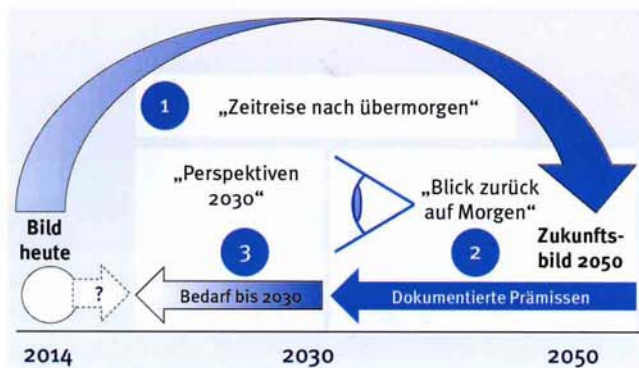 1
„Zeitreise nach übermorgen“
„Perspektiven
2030“
„Blick zurück
auf Morgen“
Bild
heute
3
2
Zukunfts-
bild 2050
?
Bedarf bis 2030
Dokumentierte Prämissen
2014
2030
2050